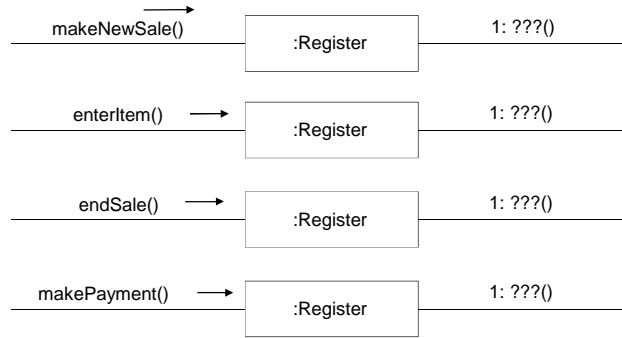 makeNewSale() :Register 1: ???()
enterItem() :Register 1: ???()
endSale() :Register 1: ???()
makePayment() :Register 1: ???()